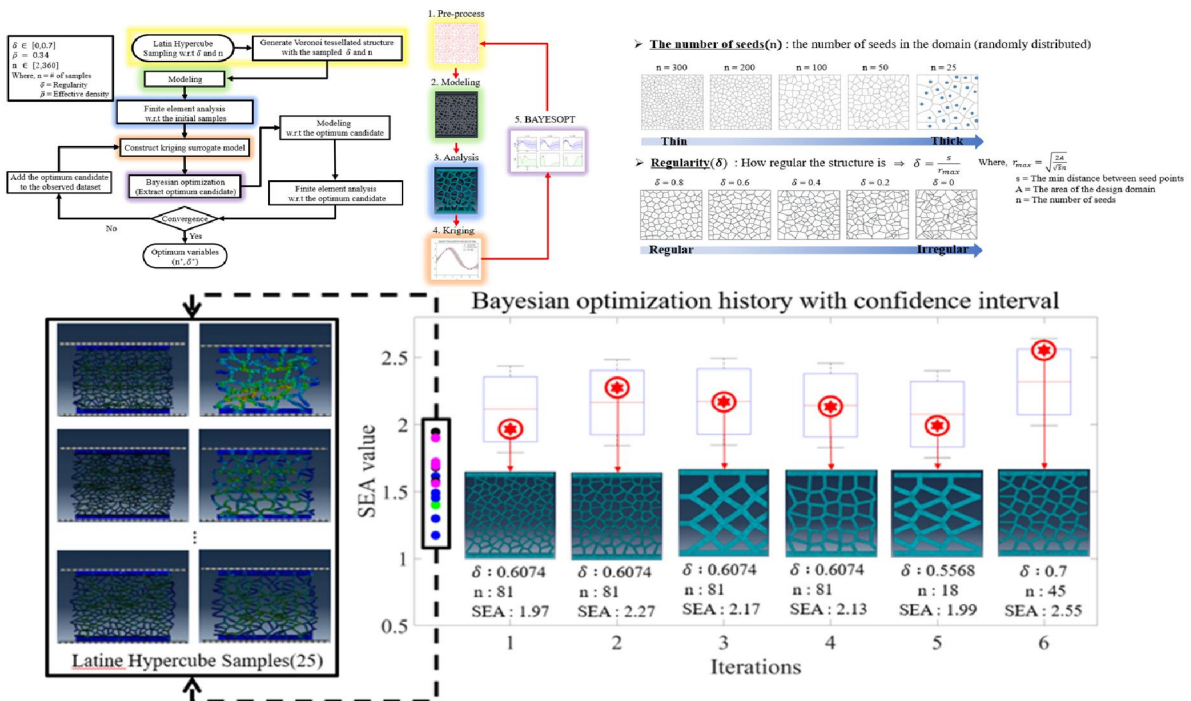 δ ∈ [0,0.7]
ρ̄ = 0.34
n ∈ [2,360]
Where, n = # of samples
δ = Regularity
ρ̄ = Effective density
Latin Hypercube
Sampling w.r.t δ and n
Generate Voronoi tessellated structure
with the sampled δ and n
Modeling
Finite element analysis
w.r.t the initial samples
Construct kriging surrogate model
Bayesian optimization
(Extract optimum candidate)
Add the optimum candidate
to the observed dataset
Modeling
w.r.t the optimum candidate
Finite element analysis
w.r.t the optimum candidate
Convergence
No
Yes
Optimum variables
(n*, δ*)
1. Pre-process
2. Modeling
3. Analysis
4. Kriging
5. BAYESOPT
➢ The number of seeds(n) : the number of seeds in the domain (randomly distributed)
n = 300 n = 200 n = 100 n = 50 n = 25
Thin Thick
➢ Regularity(δ) : How regular the structure is ⇒ δ = s / r_max
Where, r_max = √(2A / √8n)
s = The min distance between seed points
A = The area of the design domain
n = The number of seeds
δ = 0.8 δ = 0.6 δ = 0.4 δ = 0.2 δ = 0
Regular Irregular
Latine Hypercube Samples(25)
Bayesian optimization history with confidence interval
SEA value
2.5
2
1.5
1
0.5
δ : 0.6074 δ : 0.6074 δ : 0.6074 δ : 0.6074 δ : 0.5568 δ : 0.7
n : 81 n : 81 n : 81 n : 81 n : 18 n : 45
SEA : 1.97 SEA : 2.27 SEA : 2.17 SEA : 2.13 SEA : 1.99 SEA : 2.55
1 2 3 4 5 6
Iterations